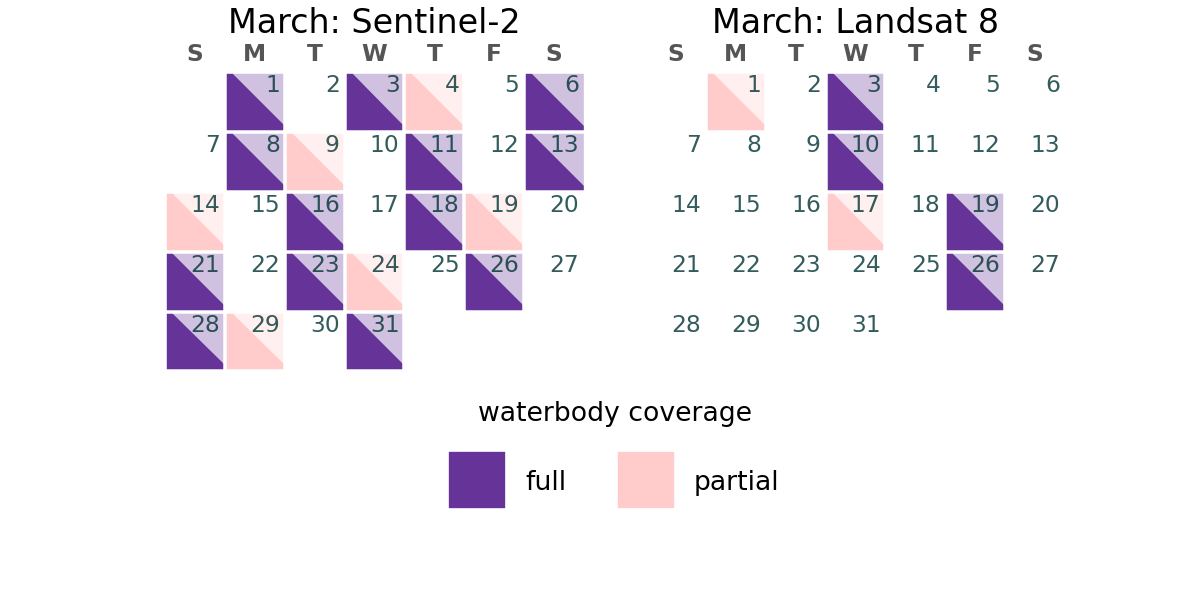 March: Sentinel-2
S M T W T F S
1 2 3 4 5 6
7 8 9 10 11 12 13
14 15 16 17 18 19 20
21 22 23 24 25 26 27
28 29 30 31
March: Landsat 8
S M T W T F S
1 2 3 4 5 6
7 8 9 10 11 12 13
14 15 16 17 18 19 20
21 22 23 24 25 26 27
28 29 30 31
waterbody coverage
full partial